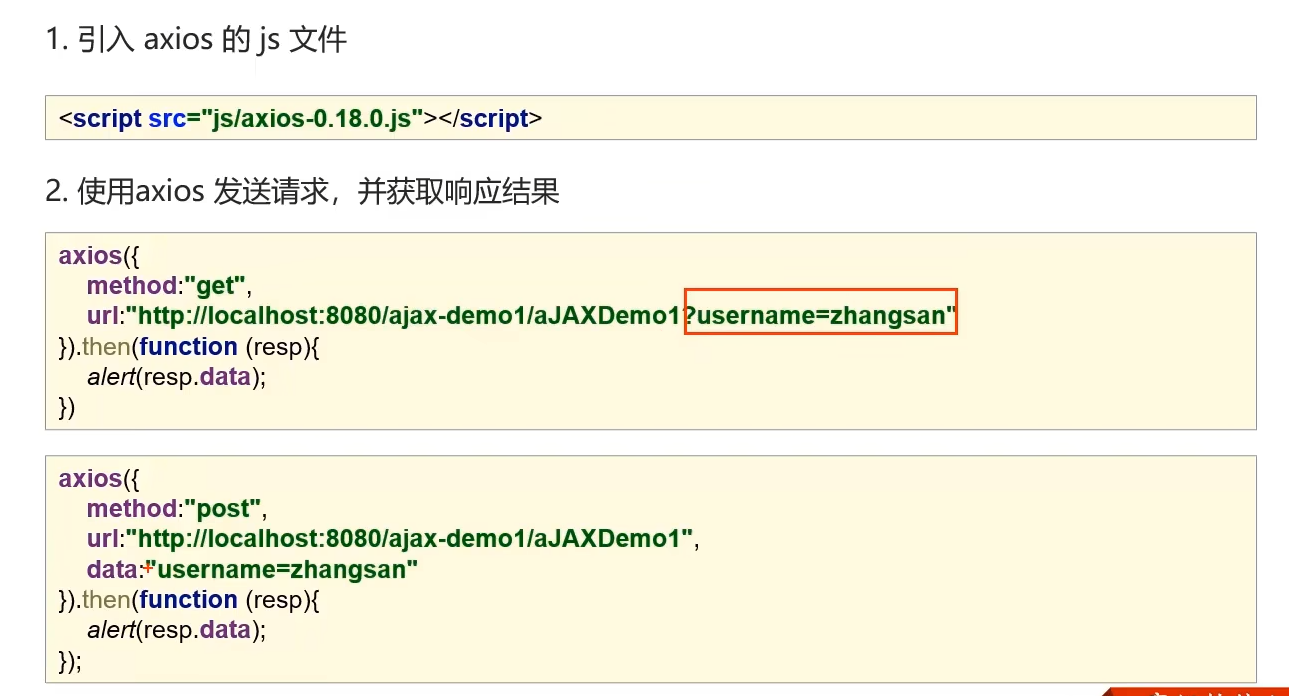 1. 引入 axios 的 js 文件
<script src="js/axios-0.18.0.js"></script>
2. 使用axios 发送请求，并获取响应结果
axios({
method:"get",
url:"http://localhost:8080/ajax-demo1/aJAXDemo1?username=zhangsan"
}).then(function (resp){
alert(resp.data);
})
axios({
method:"post",
url:"http://localhost:8080/ajax-demo1/aJAXDemo1",
data:"username=zhangsan"
}).then(function (resp){
alert(resp.data);
});